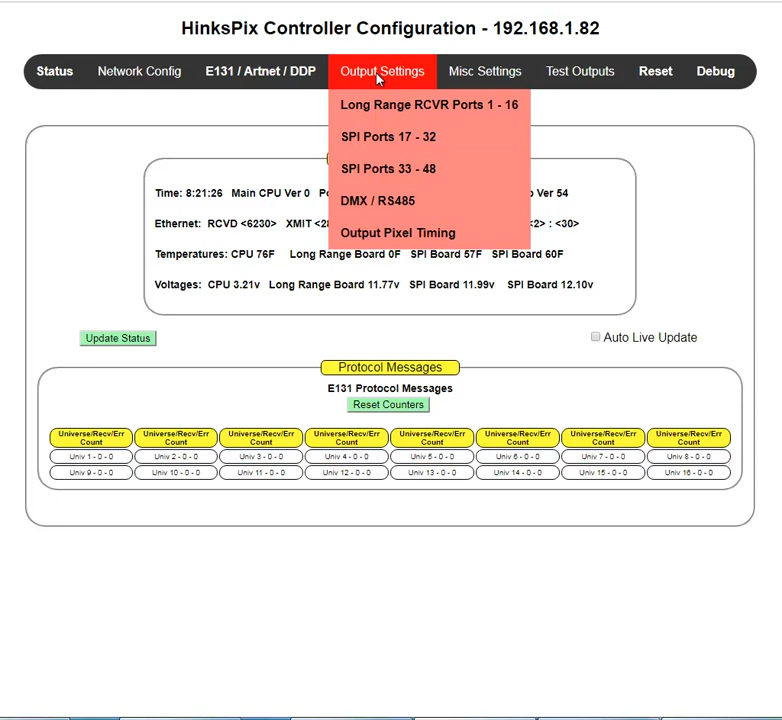 HinksPix Controller Configuration - 192.168.1.82
Status Network Config E131 / Artnet / DDP Output Settings Misc Settings Test Outputs Reset Debug
Long Range RCVR Ports 1 - 16
SPI Ports 17 - 32
SPI Ports 33 - 48
DMX / RS485
Output Pixel Timing
Time: 8:21:26 Main CPU Ver 0 Ver 54
Ethernet: RCVD <6230> XMIT : <30>
Temperatures: CPU 76F Long Range Board 0F SPI Board 57F SPI Board 60F
Voltages: CPU 3.21v Long Range Board 11.77v SPI Board 11.99v SPI Board 12.10v
Update Status
Auto Live Update
Protocol Messages
E131 Protocol Messages
Reset Counters
Universe/Recv/Err Universe/Recv/Err Universe/Recv/Err Universe/Recv/Err Universe/Recv/Err Universe/Recv/Err Universe/Recv/Err Universe/Recv/Err
Count Count Count Count Count Count Count Count
Univ 1 - 0 - 0 Univ 2 - 0 - 0 Univ 3 - 0 - 0 Univ 4 - 0 - 0 Univ 5 - 0 - 0 Univ 6 - 0 - 0 Univ 7 - 0 - 0 Univ 8 - 0 - 0
Univ 9 - 0 - 0 Univ 10 - 0 - 0 Univ 11 - 0 - 0 Univ 12 - 0 - 0 Univ 13 - 0 - 0 Univ 14 - 0 - 0 Univ 15 - 0 - 0 Univ 16 - 0 - 0